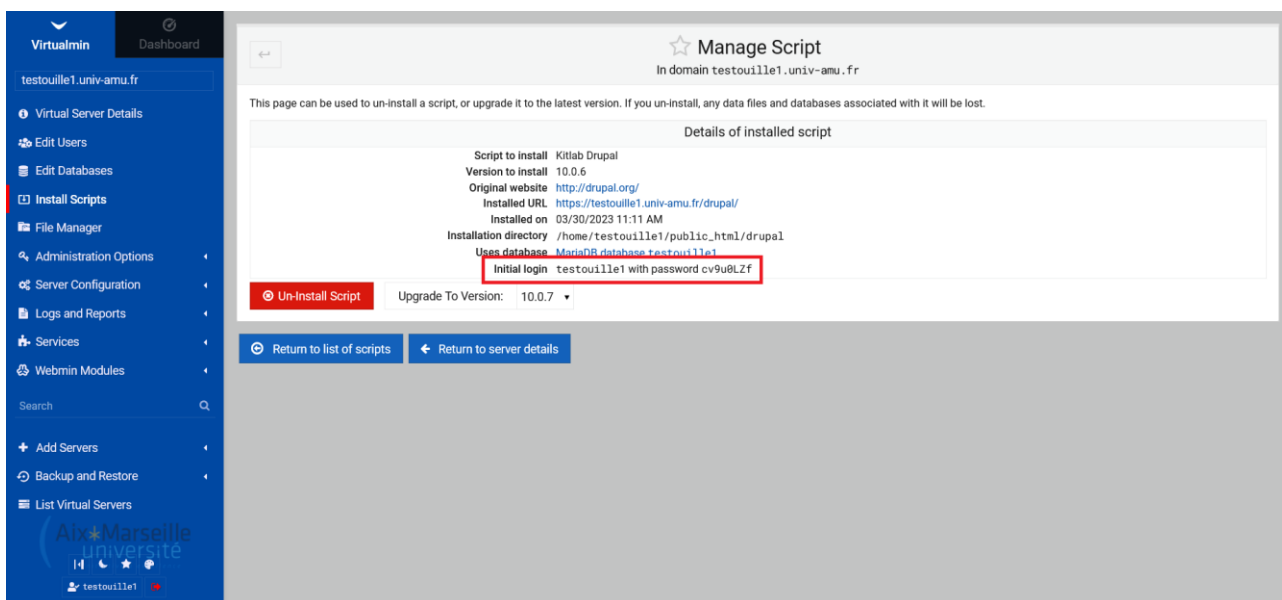 Virtualmin
Dashboard
testouille1.univ-amu.fr
Virtual Server Details
Edit Users
Edit Databases
Install Scripts
File Manager
Administration Options
Server Configuration
Logs and Reports
Services
Webmin Modules
Search
Add Servers
Backup and Restore
List Virtual Servers
Aix*Marseille
université
testouille1
Manage Script
In domain testouille1.univ-amu.fr
This page can be used to un-install a script, or upgrade it to the latest version. If you un-install, any data files and databases associated with it will be lost.
Details of installed script
Script to install Kitlab Drupal
Version to install 10.0.6
Original website http://drupal.org/
Installed URL https://testouille1.univ-amu.fr/drupal/
Installed on 03/30/2023 11:11 AM
Installation directory /home/testouille1/public_html/drupal
Uses database MariaDB database testouille1
Initial login testouille1 with password cv9u0LZf
Un-Install Script
Upgrade To Version: 10.0.7
Return to list of scripts
Return to server details